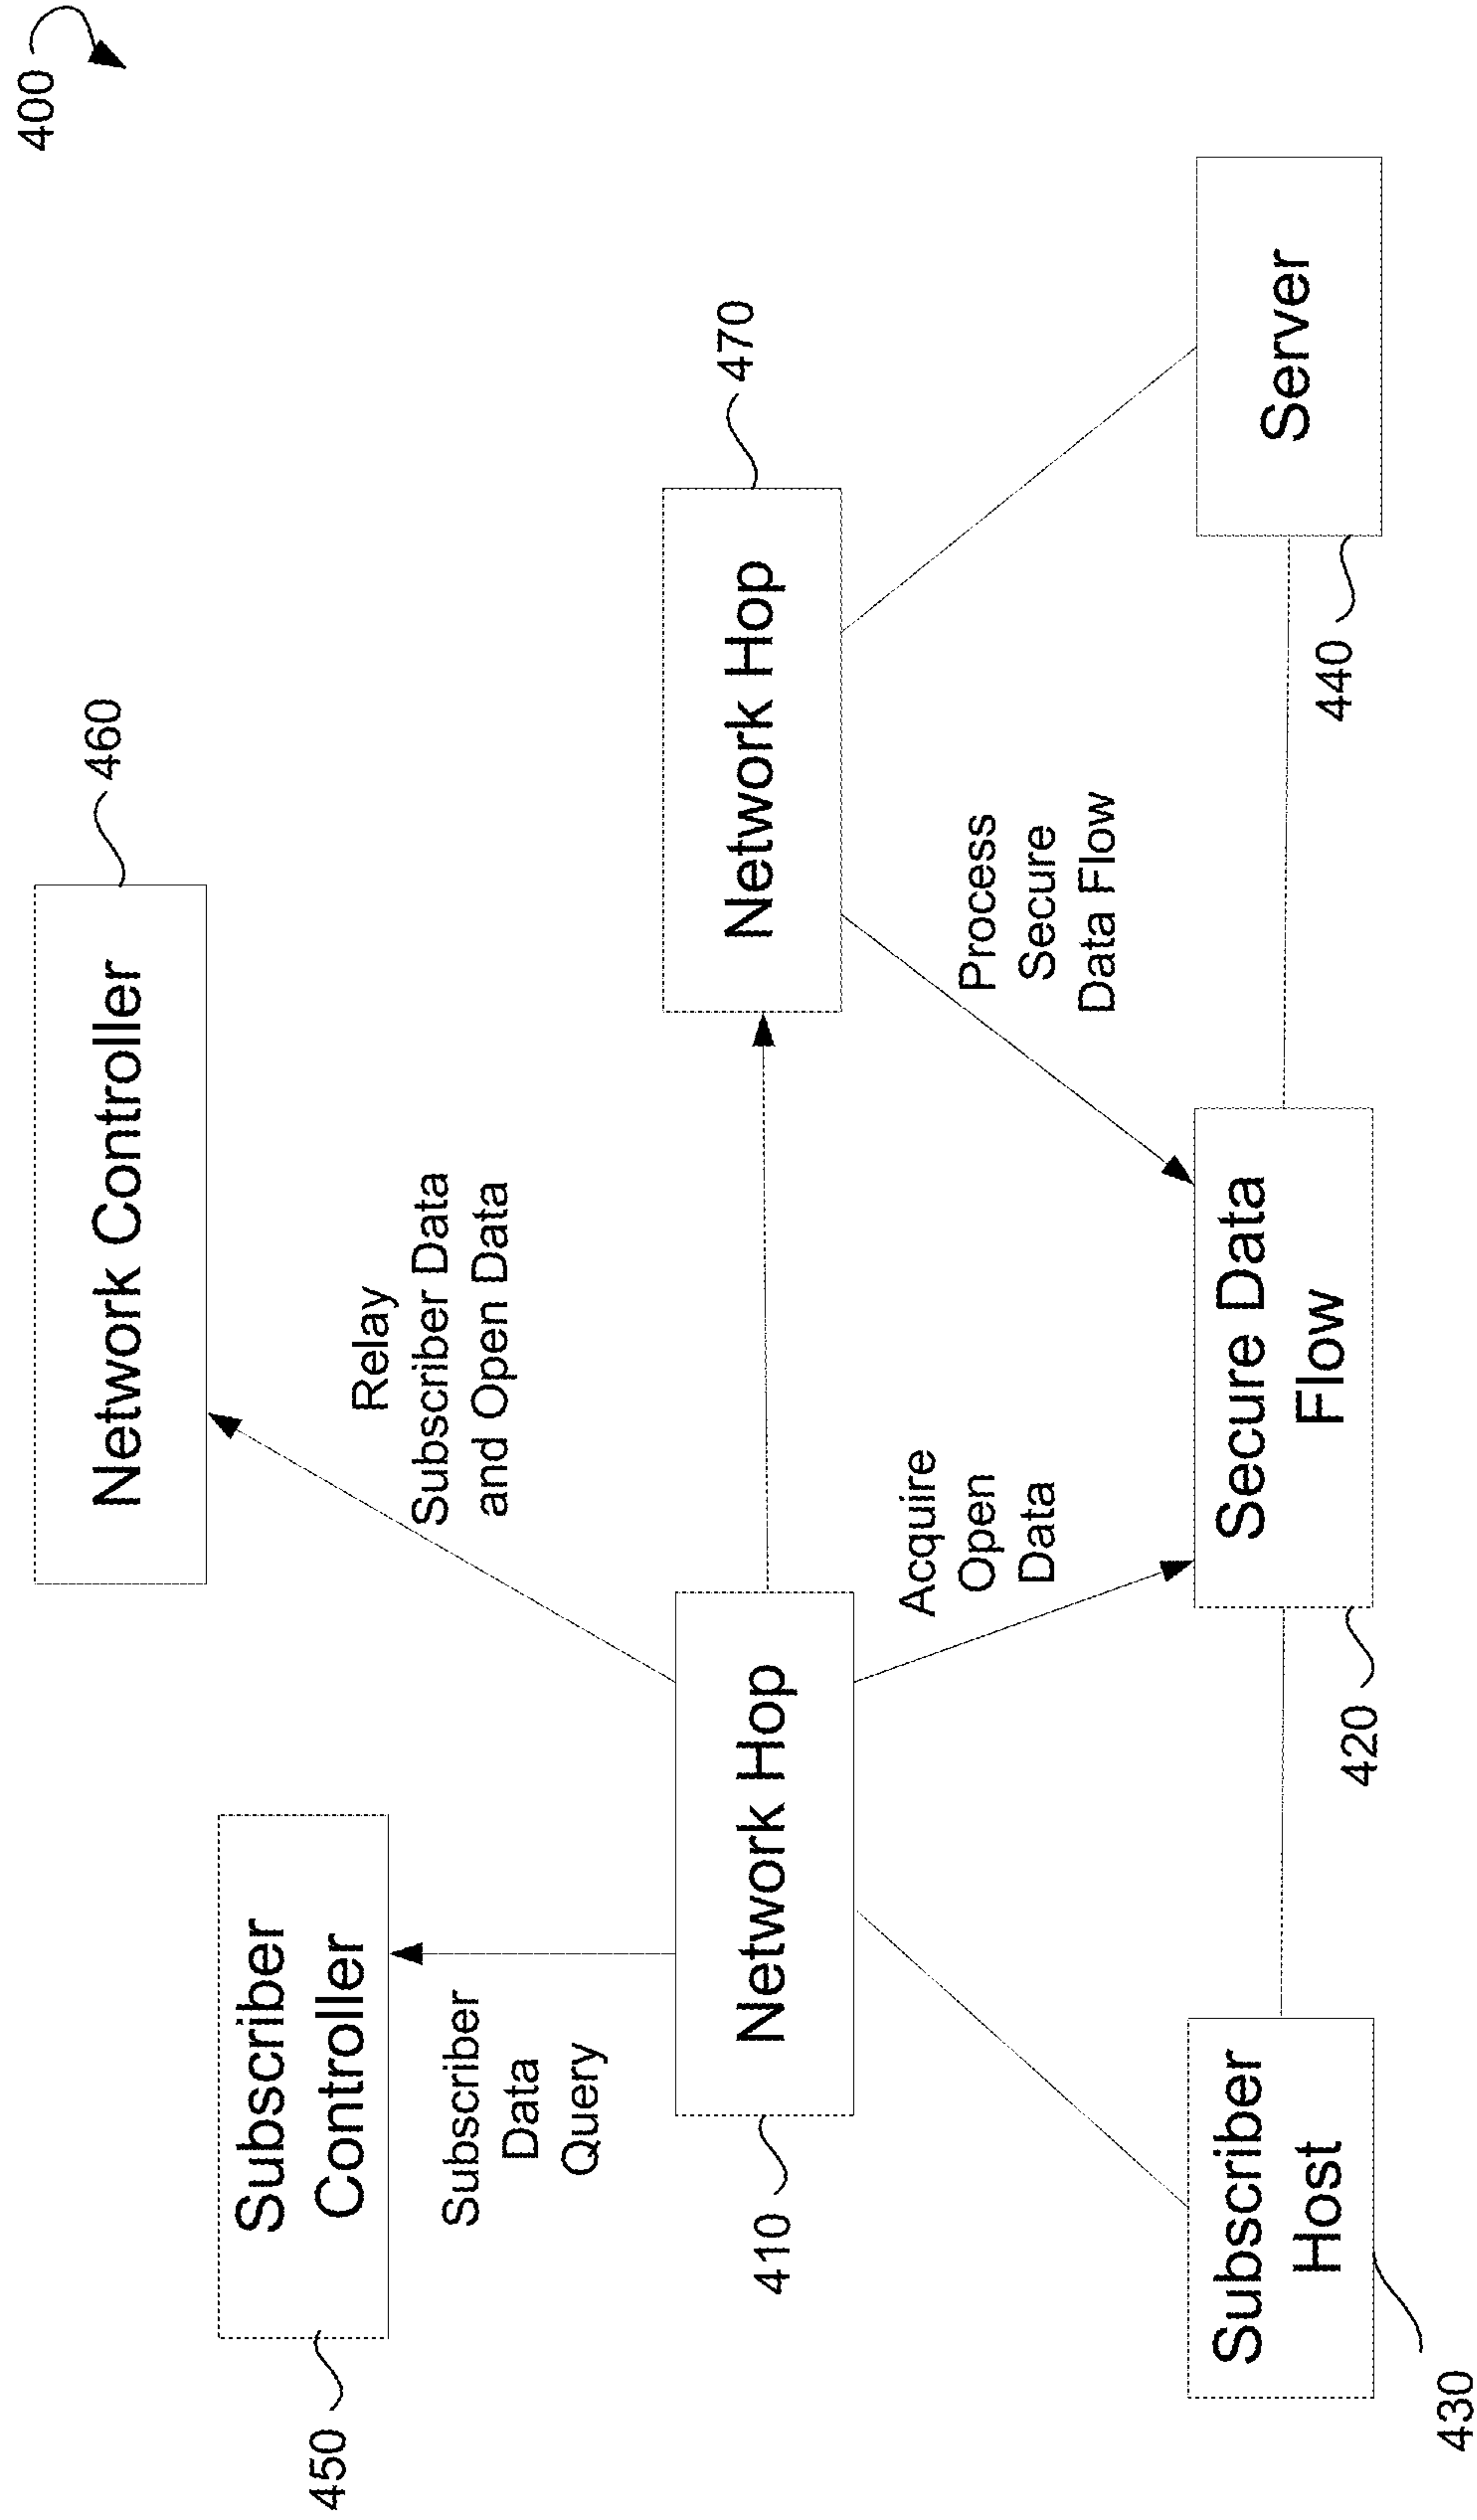 400
460
Network Controller
450
Subscriber
Controller
Relay
Subscriber Data
and Open Data
Subscriber
Data
Query
470
Network Hop
410
Network Hop
Acquire
Open
Data
Process
Secure
Data Flow
Subscriber
Host
430
Secure Data
Flow
420
Server
440